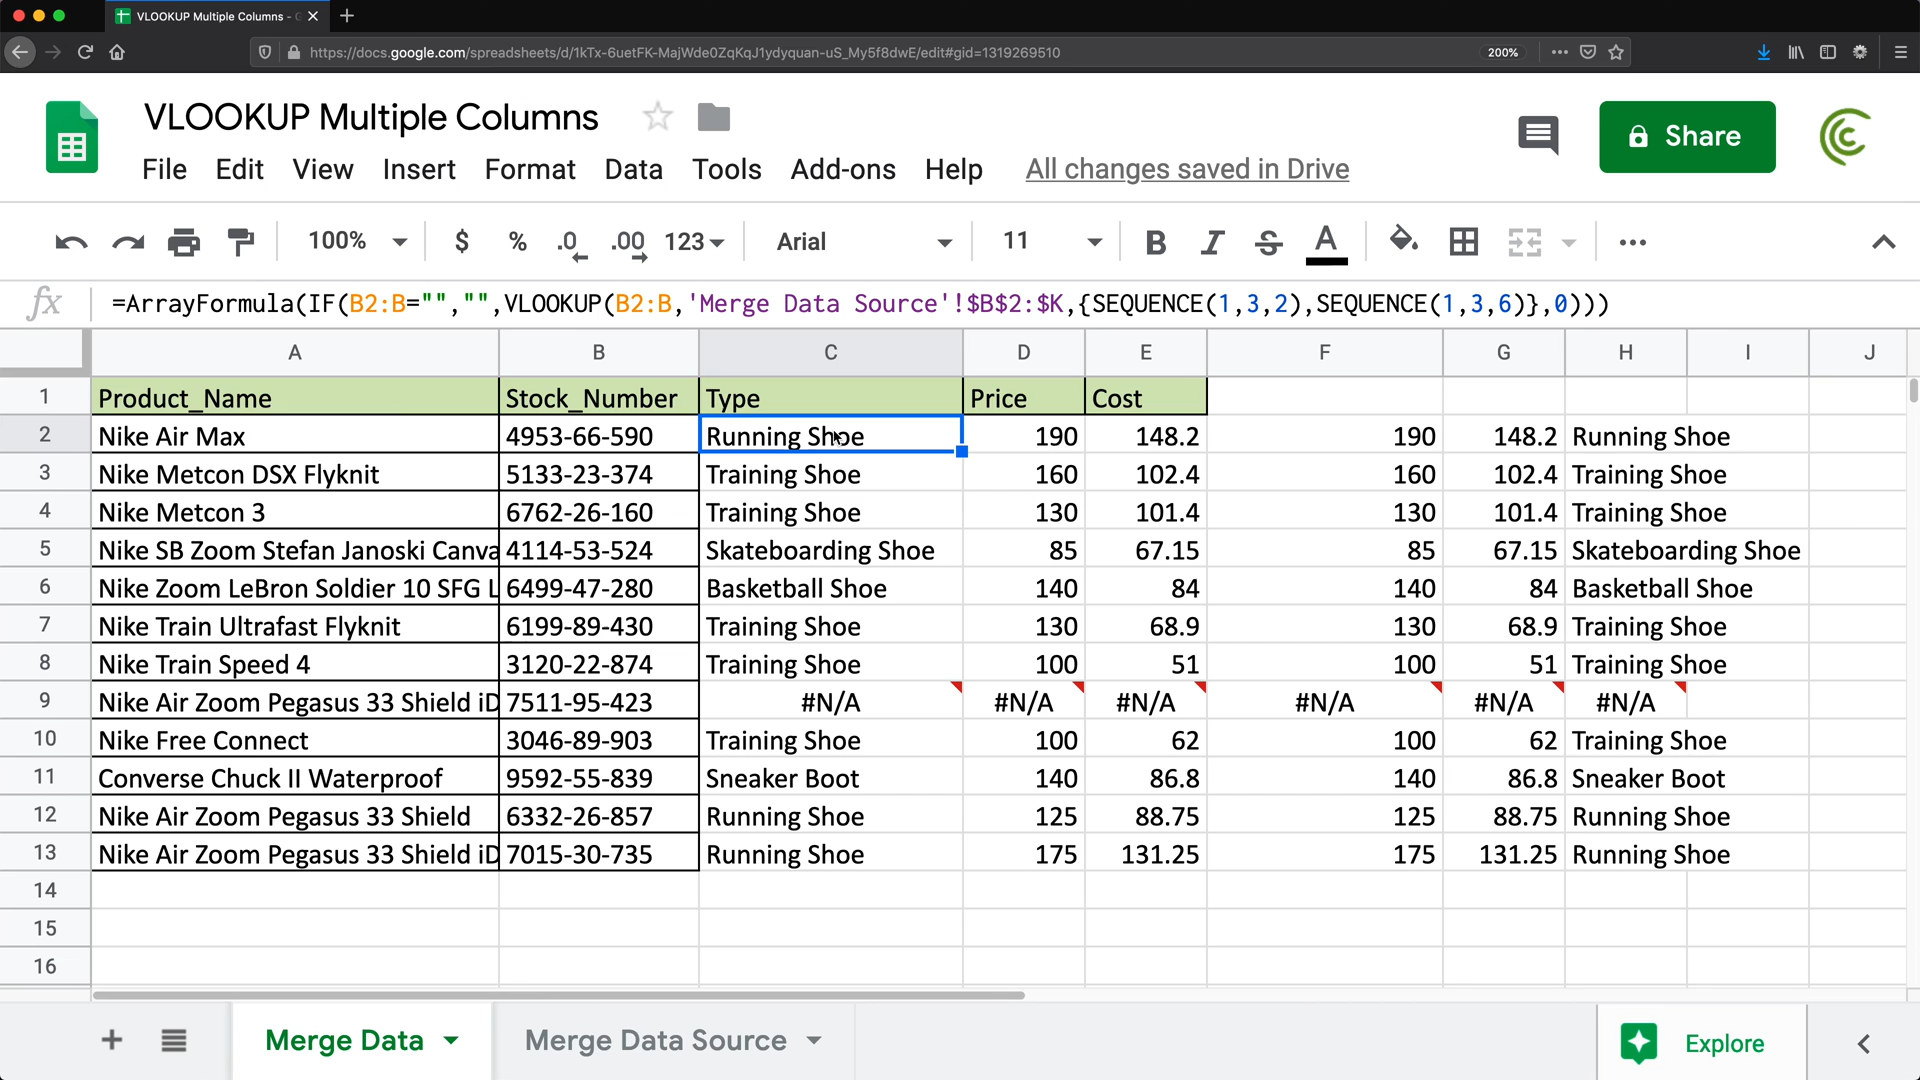 VLOOKUP Multiple Columns - G
https://docs.google.com/spreadsheets/d/1kTx-6uetFK-MajWde0ZqKqJ1ydyquan-uS_My5f8dwE/edit#gid=1319269510 200%
VLOOKUP Multiple Columns
Share
File Edit View Insert Format Data Tools Add-ons Help All changes saved in Drive
100% $ % .0 .00 123 Arial 11 B I S A
fx =ArrayFormula(IF(B2:B="","",VLOOKUP(B2:B,'Merge Data Source'!$B$2:$K,{SEQUENCE(1,3,2),SEQUENCE(1,3,6)},0)))
A B C D E F G H I J
1 Product_Name Stock_Number Type Price Cost
2 Nike Air Max 4953-66-590 Running Shoe 190 148.2 190 148.2 Running Shoe
3 Nike Metcon DSX Flyknit 5133-23-374 Training Shoe 160 102.4 160 102.4 Training Shoe
4 Nike Metcon 3 6762-26-160 Training Shoe 130 101.4 130 101.4 Training Shoe
5 Nike SB Zoom Stefan Janoski Canva 4114-53-524 Skateboarding Shoe 85 67.15 85 67.15 Skateboarding Shoe
6 Nike Zoom LeBron Soldier 10 SFG L 6499-47-280 Basketball Shoe 140 84 140 84 Basketball Shoe
7 Nike Train Ultrafast Flyknit 6199-89-430 Training Shoe 130 68.9 130 68.9 Training Shoe
8 Nike Train Speed 4 3120-22-874 Training Shoe 100 51 100 51 Training Shoe
9 Nike Air Zoom Pegasus 33 Shield iD 7511-95-423 #N/A #N/A #N/A #N/A #N/A #N/A
10 Nike Free Connect 3046-89-903 Training Shoe 100 62 100 62 Training Shoe
11 Converse Chuck II Waterproof 9592-55-839 Sneaker Boot 140 86.8 140 86.8 Sneaker Boot
12 Nike Air Zoom Pegasus 33 Shield 6332-26-857 Running Shoe 125 88.75 125 88.75 Running Shoe
13 Nike Air Zoom Pegasus 33 Shield iD 7015-30-735 Running Shoe 175 131.25 175 131.25 Running Shoe
14
15
16
Merge Data Merge Data Source Explore